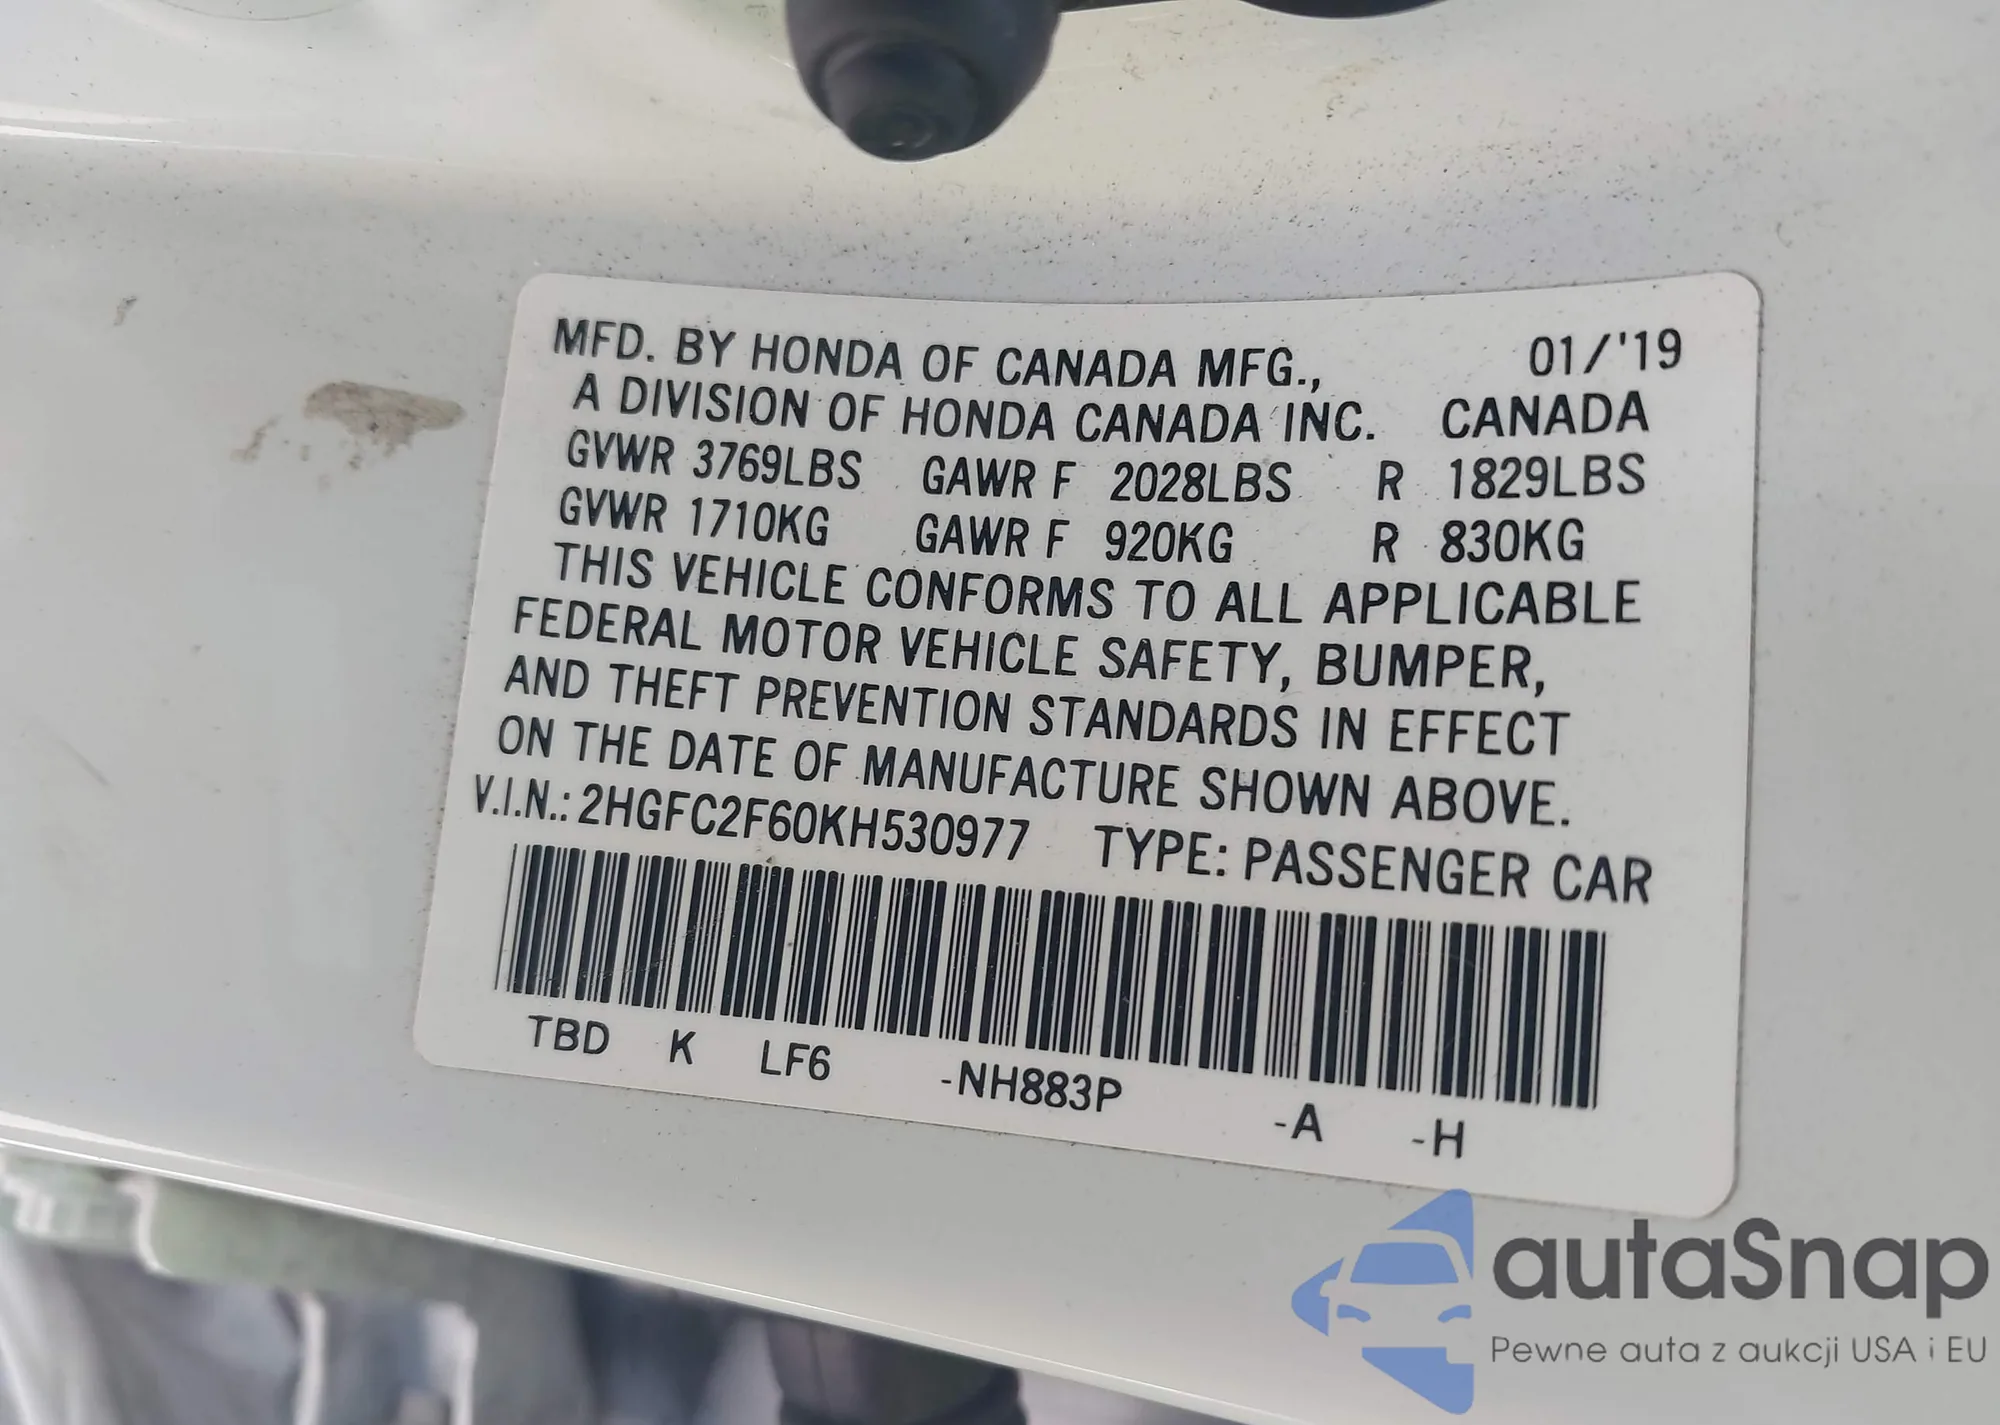 MFD. BY HONDA OF CANADA MFG., 01/'19
A DIVISION OF HONDA CANADA INC. CANADA
GVWR 3769LBS GAWR F 2028LBS R 1829LBS
GVWR 1710KG GAWR F 920KG R 830KG
THIS VEHICLE CONFORMS TO ALL APPLICABLE
FEDERAL MOTOR VEHICLE SAFETY, BUMPER,
AND THEFT PREVENTION STANDARDS IN EFFECT
ON THE DATE OF MANUFACTURE SHOWN ABOVE.
V.I.N.: 2HGFC2F60KH530977 TYPE: PASSENGER CAR
TBD K LF6 -NH883P -A -H
autaSnap
Pewne auta z aukcji USA i EU